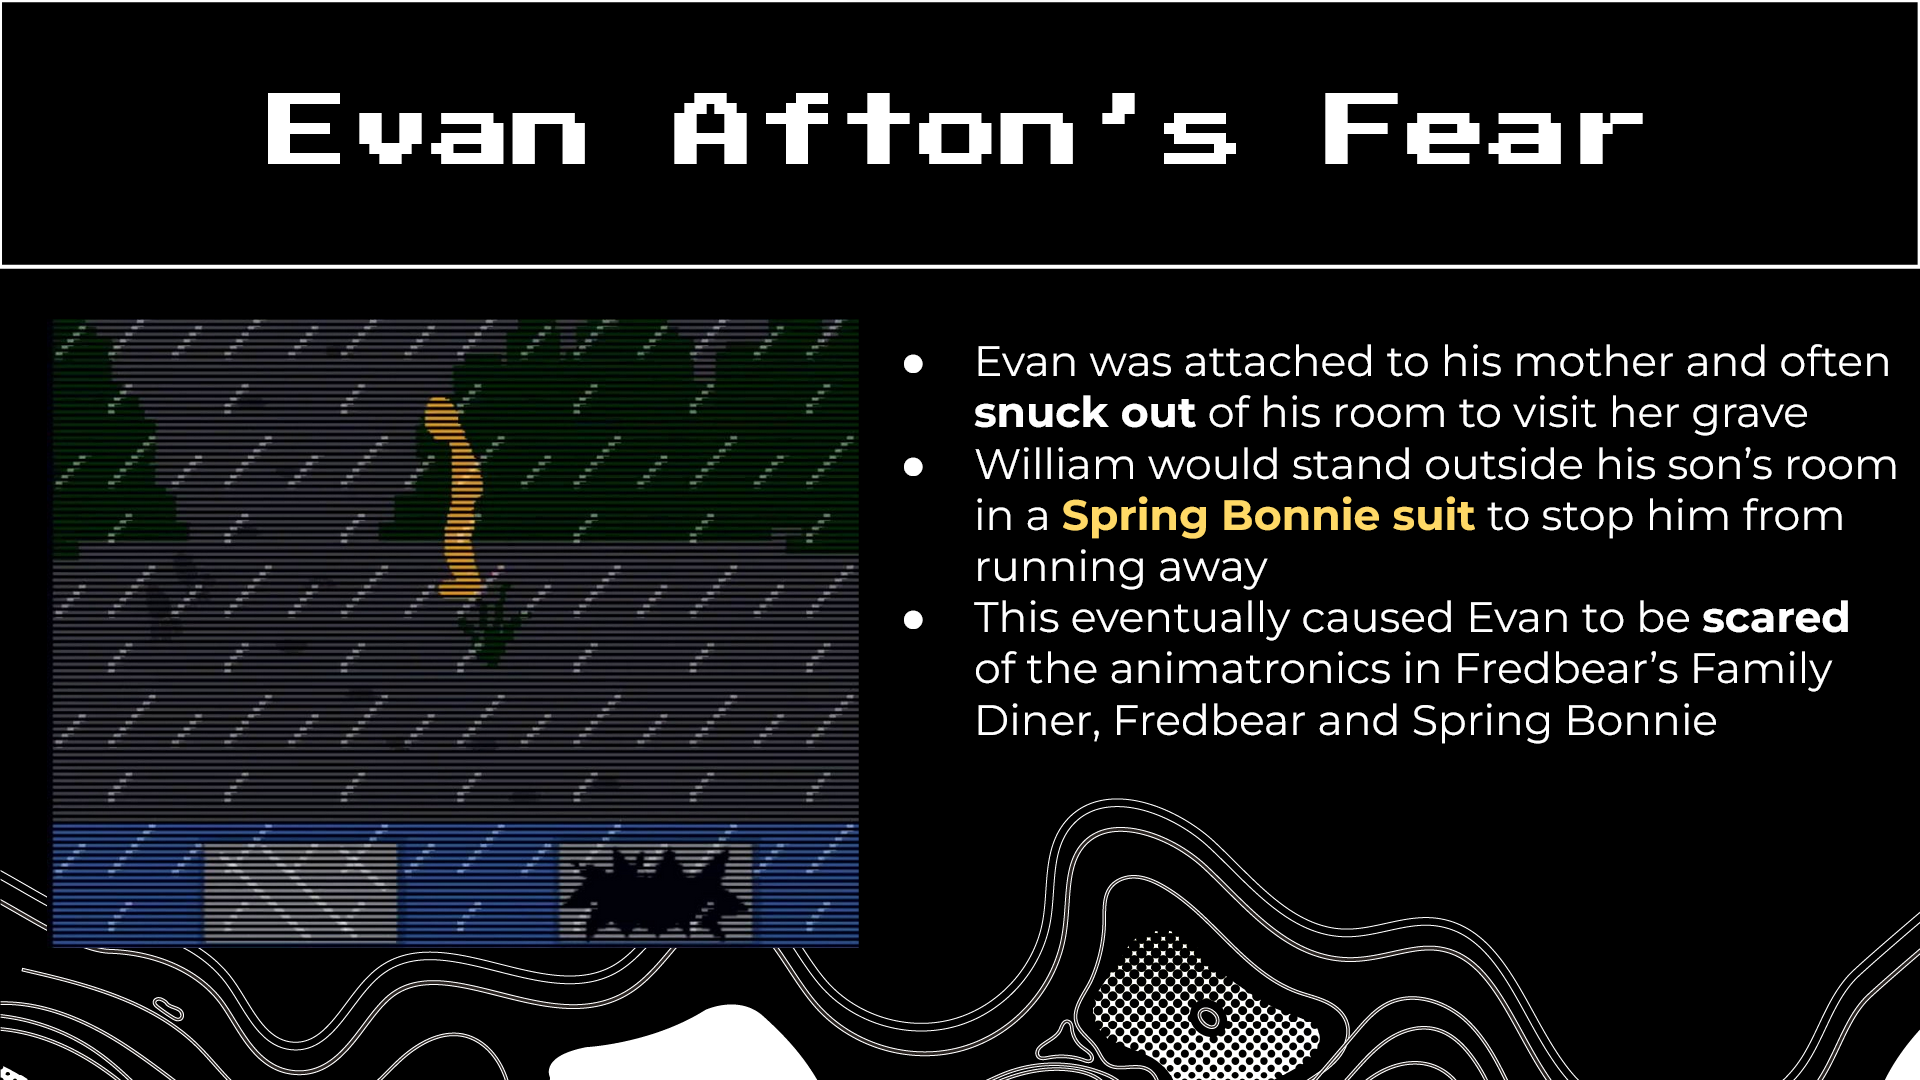 Evan Afton’s Fear
● Evan was attached to his mother and often
snuck out of his room to visit her grave
● William would stand outside his son’s room
in a Spring Bonnie suit to stop him from
running away
● This eventually caused Evan to be scared
of the animatronics in Fredbear’s Family
Diner, Fredbear and Spring Bonnie